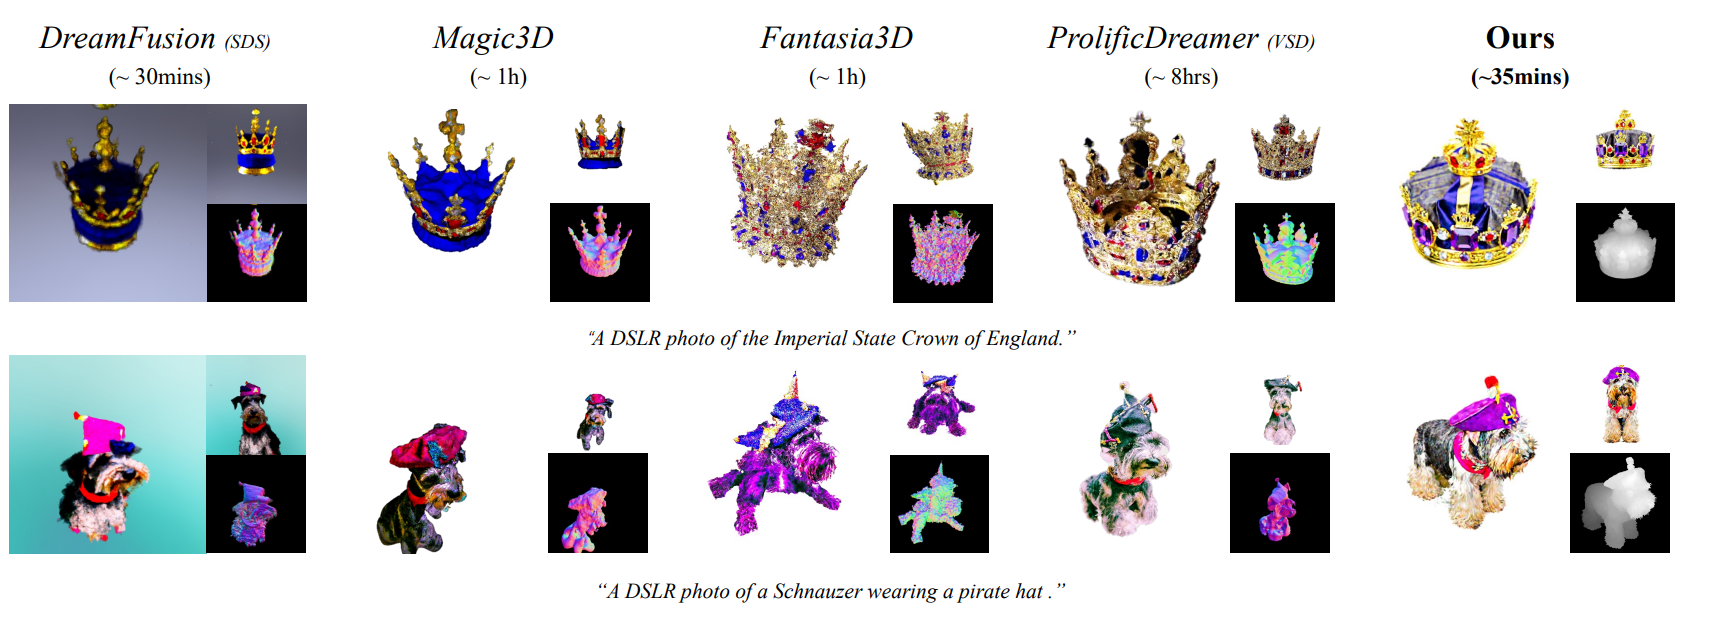 DreamFusion (SDS) Magic3D Fantasia3D ProlificDreamer (VSD) Ours
(~ 30mins) (~ 1h) (~ 1h) (~ 8hrs) (~35mins)
“A DSLR photo of the Imperial State Crown of England.”
“A DSLR photo of a Schnauzer wearing a pirate hat .”